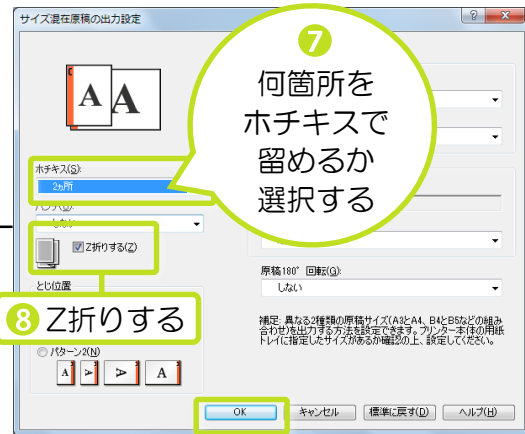 サイズ混在原稿の出力設定
7
何箇所を
ホチキスで
留めるか
選択する
A A
ホチキス(S):
2ヵ所
しない
Z折りする(Z)
原稿180° 回転(G):
しない
とじ位置
8 Z折りする
補足: 異なる2種類の原稿サイズ(A3とA4、B4とB5などの組み
合わせ)を出力する方法を設定できます。プリンター本体の用紙
トレイに指定したサイズがあるか確認の上、設定してください。
パターン2(N)
A A A A
OK キャンセル 標準に戻す(D) ヘルプ(H)